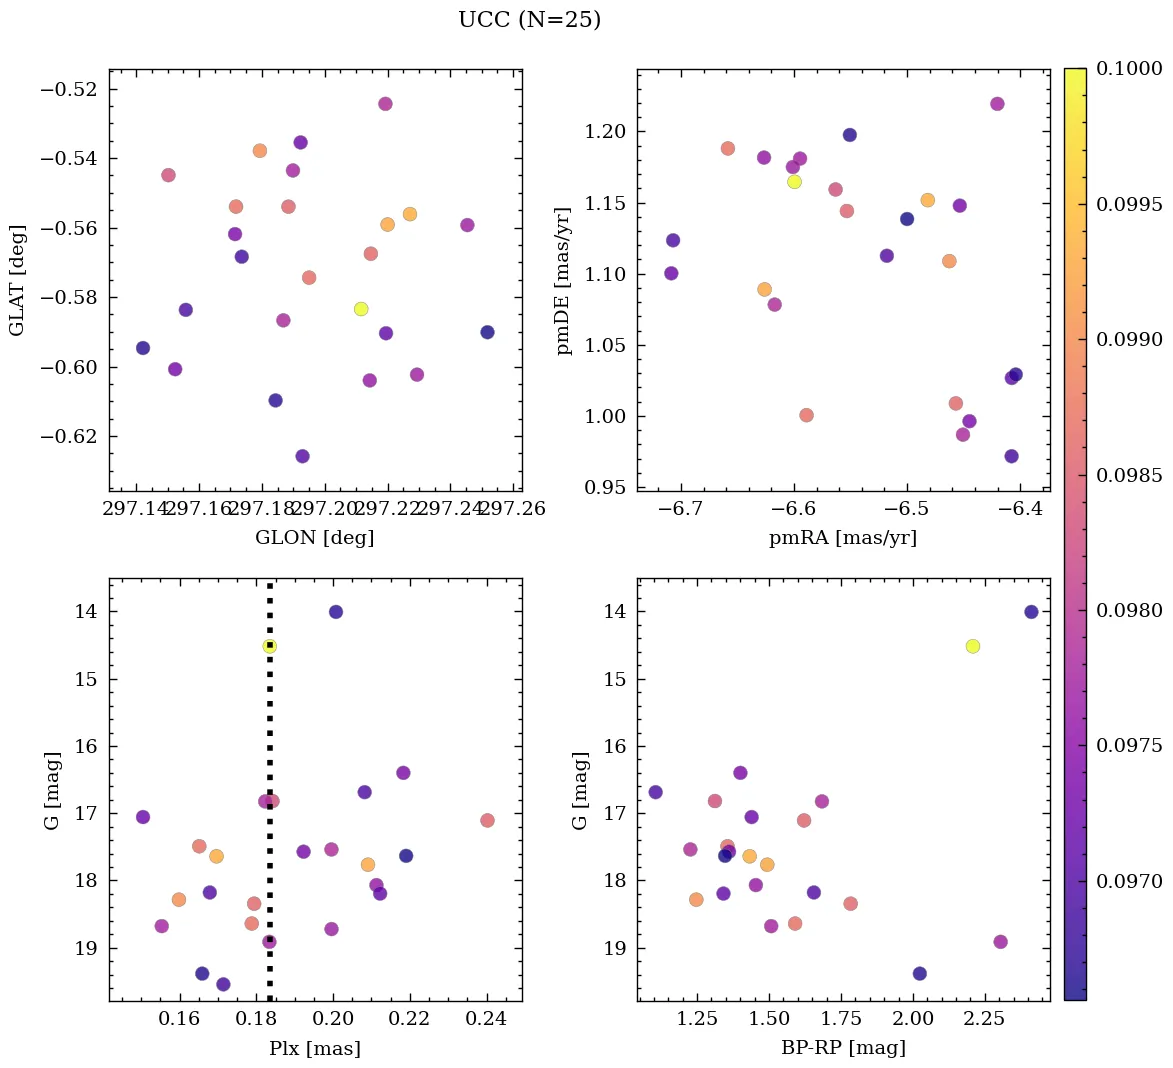 UCC (N=25)
−0.52
−0.54
−0.56
−0.58
−0.60
−0.62
GLAT [deg]
297.14 297.16 297.18 297.20 297.22 297.24 297.26
GLON [deg]
1.20
1.15
1.10
1.05
1.00
0.95
pmDE [mas/yr]
−6.7 −6.6 −6.5 −6.4
pmRA [mas/yr]
0.1000
0.0995
0.0990
0.0985
0.0980
0.0975
0.0970
14
15
16
17
18
19
G [mag]
0.16 0.18 0.20 0.22 0.24
Plx [mas]
14
15
16
17
18
19
G [mag]
1.25 1.50 1.75 2.00 2.25
BP-RP [mag]